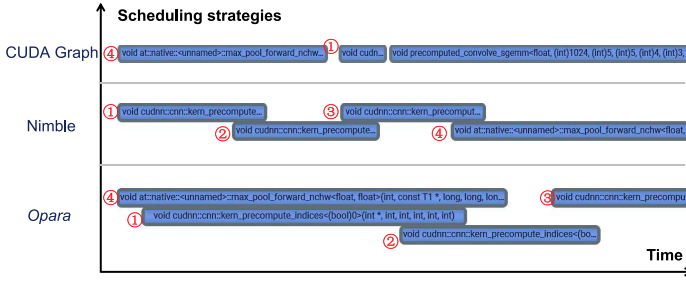 Scheduling strategies
CUDA Graph
④ void at::native::<unnamed>::max_pool_forward_nchw...
① void cudn...
void precomputed_convolve_sgemm<float, (int)1024, (int)5, (int)5, (int)4, (int)3,
Nimble
① void cudnn::cnn::kern_precompute...
③ void cudnn::cnn::kern_precomput...
② void cudnn::cnn::kern_precompute...
④ void at::native::<unnamed>::max_pool_forward_nchw<float, f
Opara
④ void at::native::<unnamed>::max_pool_forward_nchw<float, float>(int, const T1 *, long, long, lon...
③ void cudnn::cnn::kern_precompu
① void cudnn::cnn::kern_precompute_indices<(bool)0>(int *, int, int, int, int, int)
② void cudnn::cnn::kern_precompute_indices<(bo...
Time